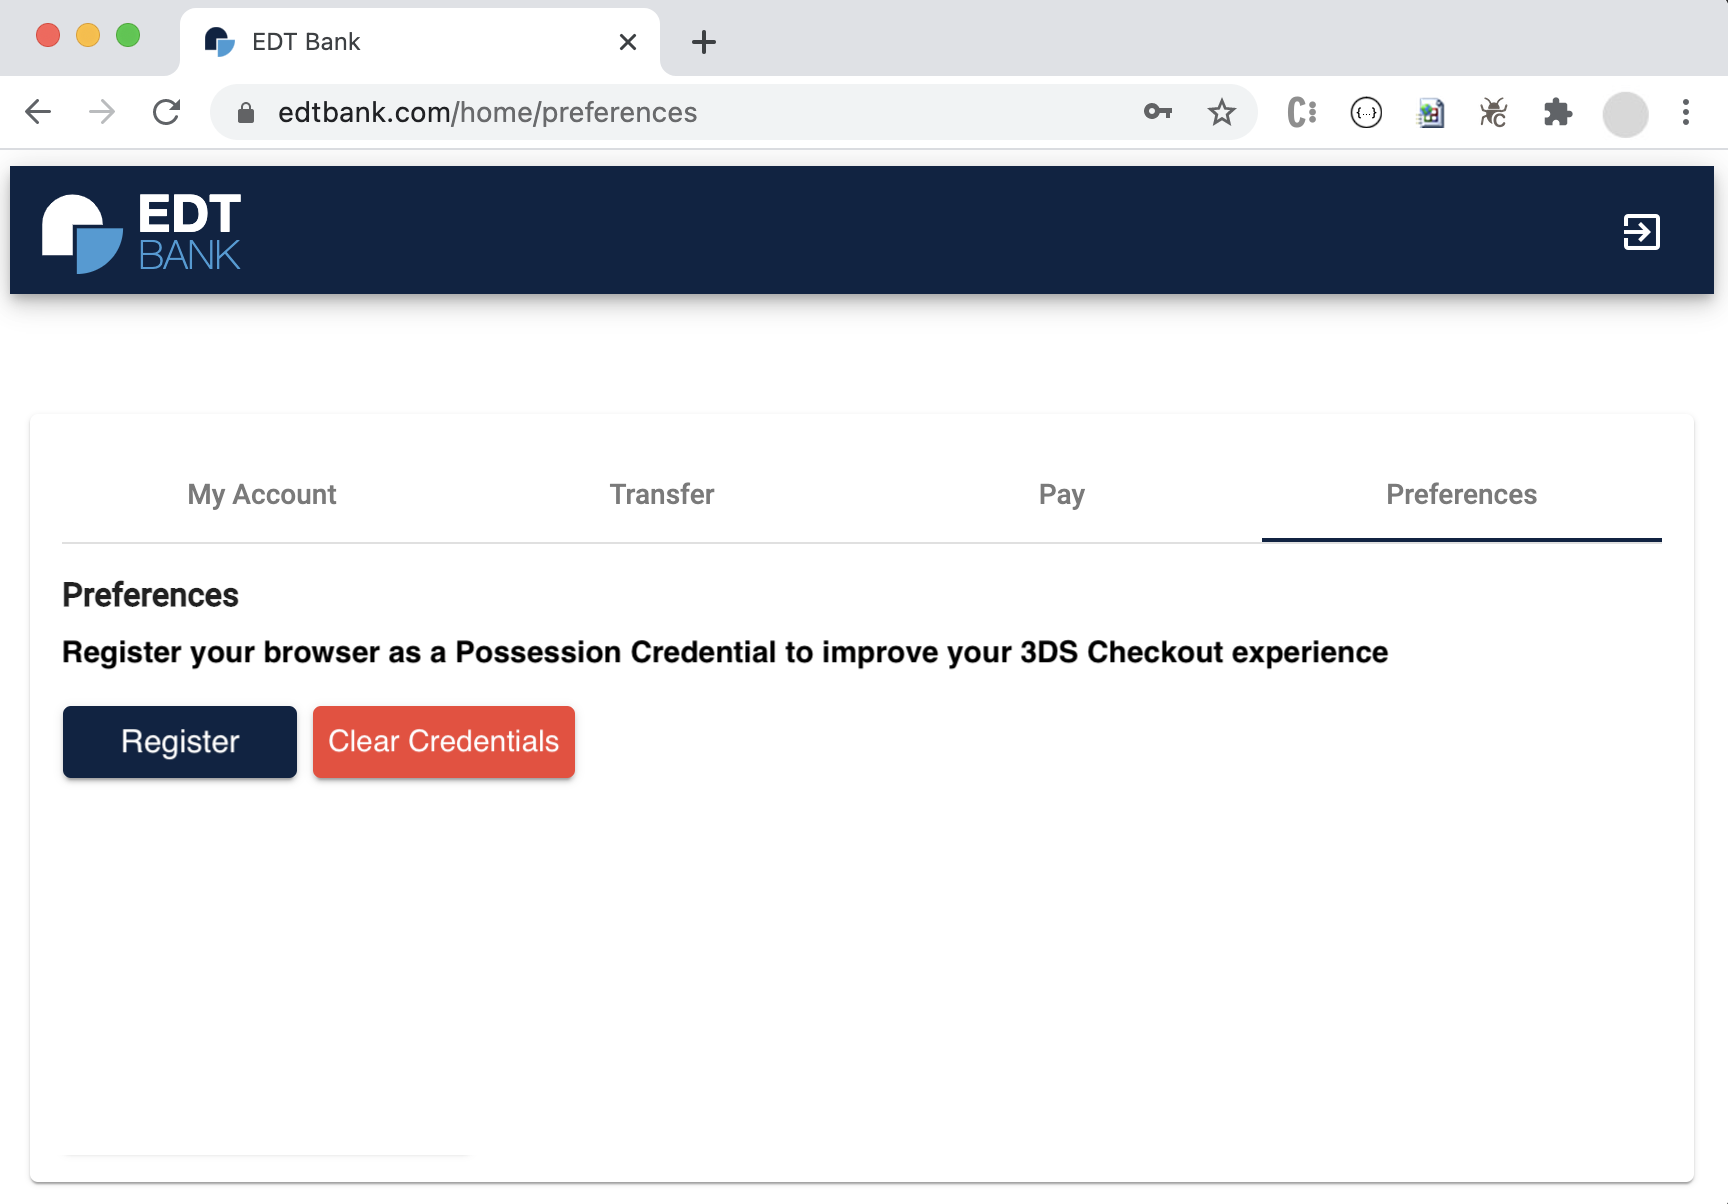 EDT Bank
edtbank.com/home/preferences
EDT
BANK
My Account Transfer Pay Preferences
Preferences
Register your browser as a Possession Credential to improve your 3DS Checkout experience
Register Clear Credentials